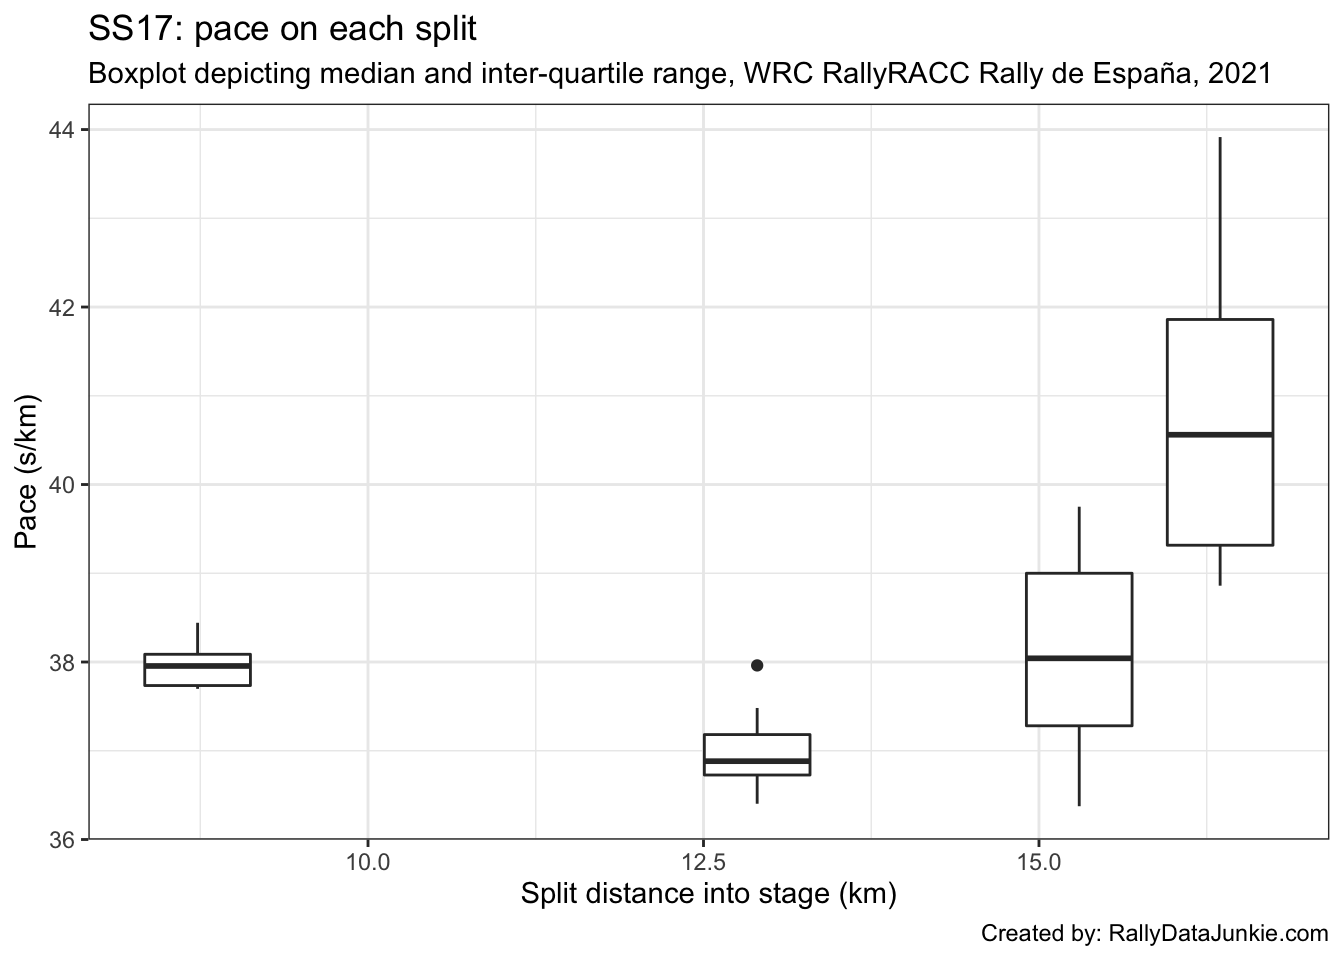 SS17: pace on each split
Boxplot depicting median and inter-quartile range, WRC RallyRACC Rally de España, 2021
44
42
40
38
36
Pace (s/km)
10.0
12.5
15.0
Split distance into stage (km)
Created by: RallyDataJunkie.com